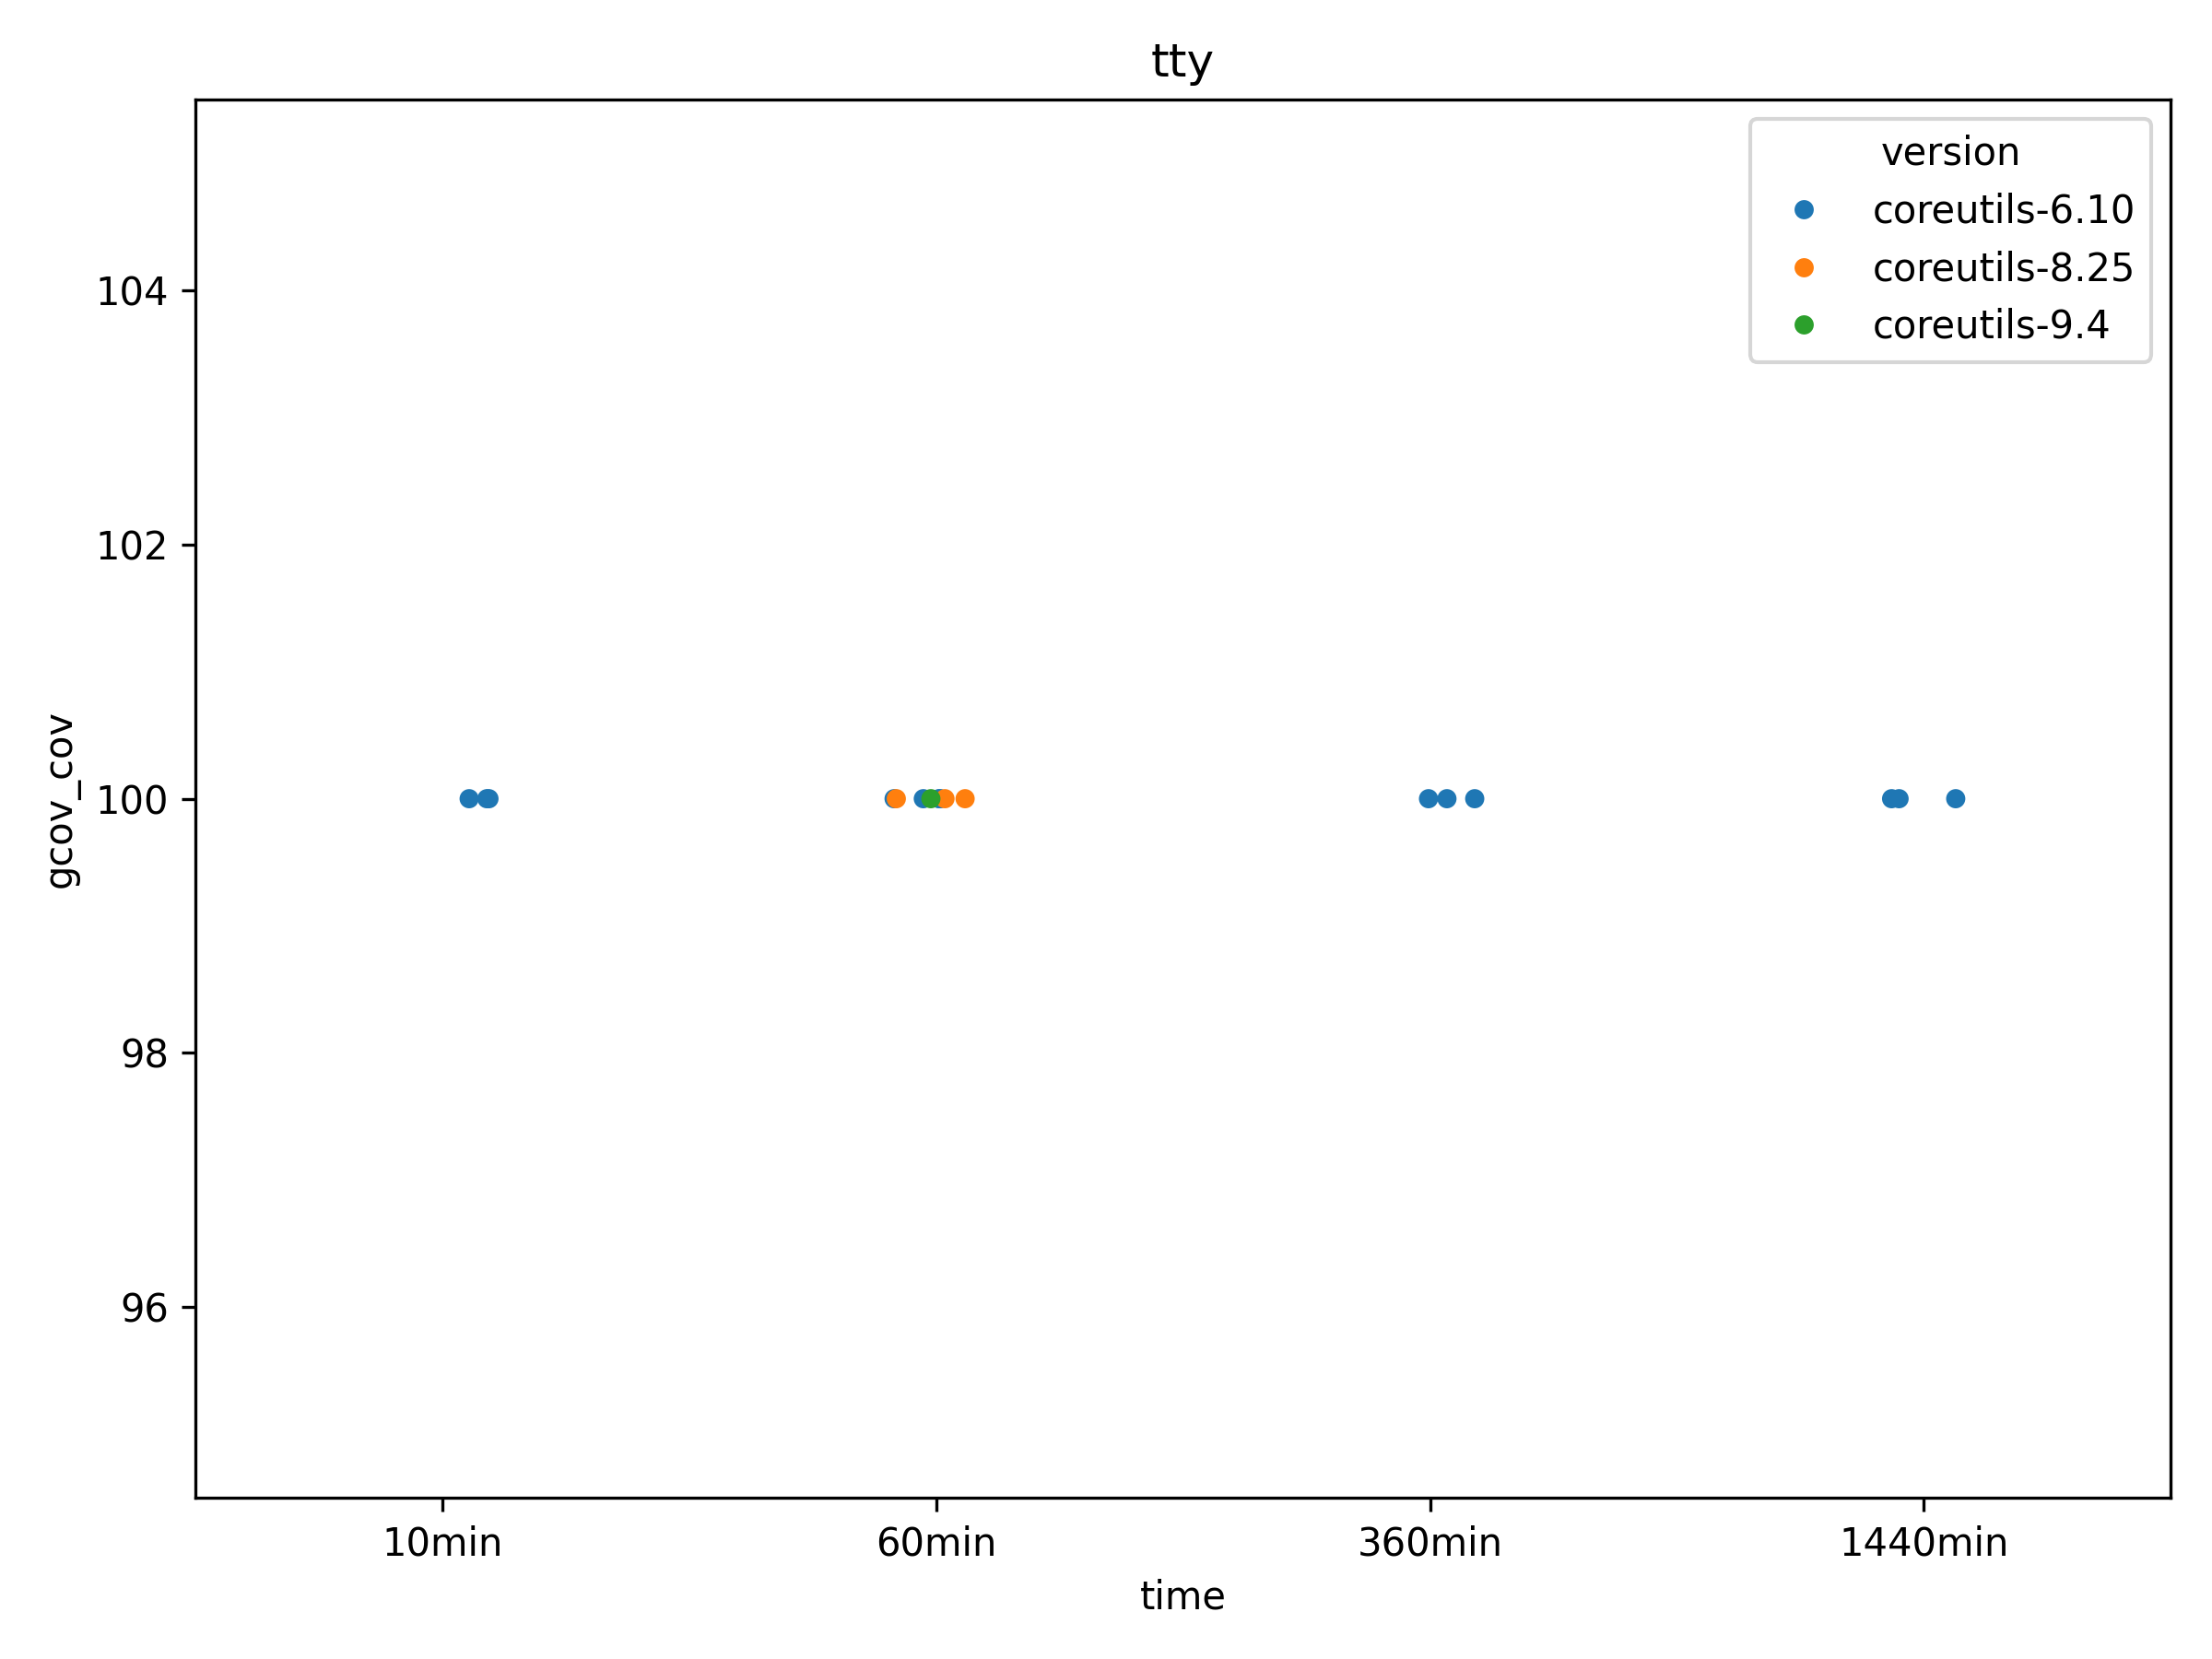 tty
version
coreutils-6.10
coreutils-8.25
coreutils-9.4
104
102
100
98
96
gcov_cov
10min 60min 360min 1440min
time